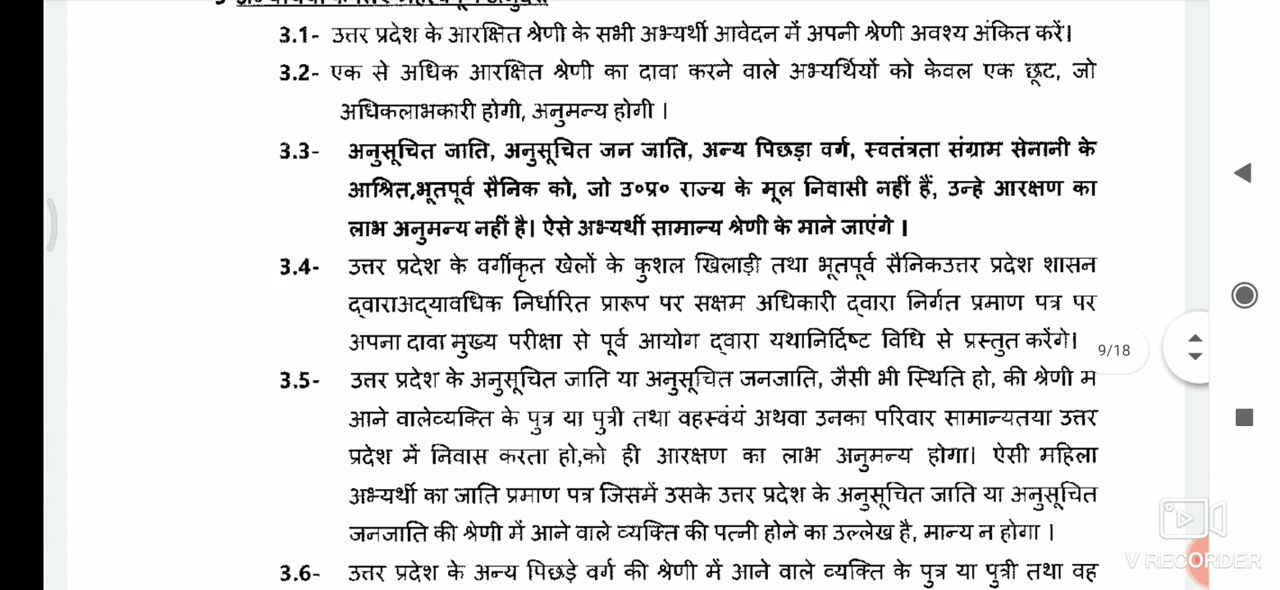 3.1- उत्तर प्रदेश के आरक्षित श्रेणी के सभी अभ्यर्थी आवेदन में अपनी श्रेणी अवश्य अंकित करें।
3.2- एक से अधिक आरक्षित श्रेणी का दावा करने वाले अभ्यर्थियों को केवल एक छूट, जो
अधिकलाभकारी होगी, अनुमन्य होगी ।
3.3- अनुसूचित जाति, अनुसूचित जन जाति, अन्य पिछड़ा वर्ग, स्वतंत्रता संग्राम सेनानी के
आश्रित,भूतपूर्व सैनिक को, जो उ०प्र० राज्य के मूल निवासी नहीं हैं, उन्हे आरक्षण का
लाभ अनुमन्य नहीं है। ऐसे अभ्यर्थी सामान्य श्रेणी के माने जाएंगे ।
3.4- उत्तर प्रदेश के वर्गीकृत खेलों के कुशल खिलाड़ी तथा भूतपूर्व सैनिकउत्तर प्रदेश शासन
द्वाराअद्यावधिक निर्धारित प्रारूप पर सक्षम अधिकारी द्वारा निर्गत प्रमाण पत्र पर
अपना दावा मुख्य परीक्षा से पूर्व आयोग द्वारा यथानिर्दिष्ट विधि से प्रस्तुत करेंगे।
9/18
3.5- उत्तर प्रदेश के अनुसूचित जाति या अनुसूचित जनजाति, जैसी भी स्थिति हो, की श्रेणी म
आने वालेव्यक्ति के पुत्र या पुत्री तथा वहस्वंयं अथवा उनका परिवार सामान्यतया उत्तर
प्रदेश में निवास करता हो,को ही आरक्षण का लाभ अनुमन्य होगा। ऐसी महिला
अभ्यर्थी का जाति प्रमाण पत्र जिसमें उसके उत्तर प्रदेश के अनुसूचित जाति या अनुसूचित
जनजाति की श्रेणी में आने वाले व्यक्ति की पत्नी होने का उल्लेख है, मान्य न होगा ।
V RECORDER
3.6- उत्तर प्रदेश के अन्य पिछड़े वर्ग की श्रेणी में आने वाले व्यक्ति के पुत्र या पुत्री तथा वह